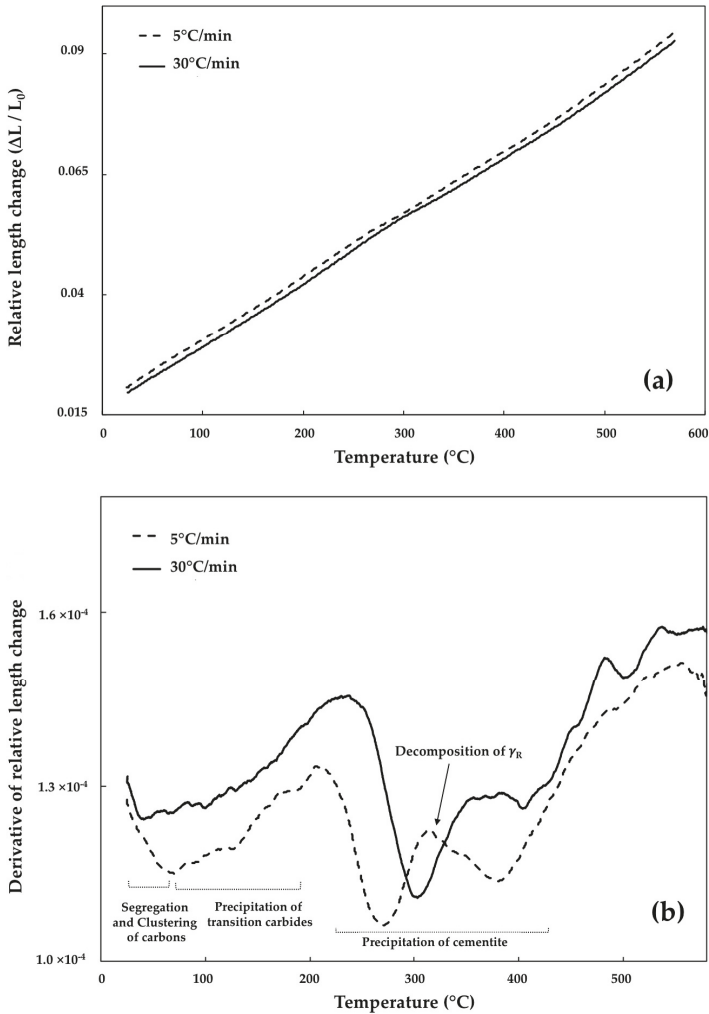 5°C/min
30°C/min
Relative length change (ΔL / L₀)
0.09
0.065
0.04
0.015
(a)
0 100 200 300 400 500 600
Temperature (°C)
5°C/min
30°C/min
Derivative of relative length change
1.6 ×10⁻⁴
1.3 ×10⁻⁴
1.0 ×10⁻⁴
Decomposition of γR
Segregation
and Clustering
of carbons
Precipitation of
transition carbides
Precipitation of cementite
(b)
0 100 200 300 400 500
Temperature (°C)